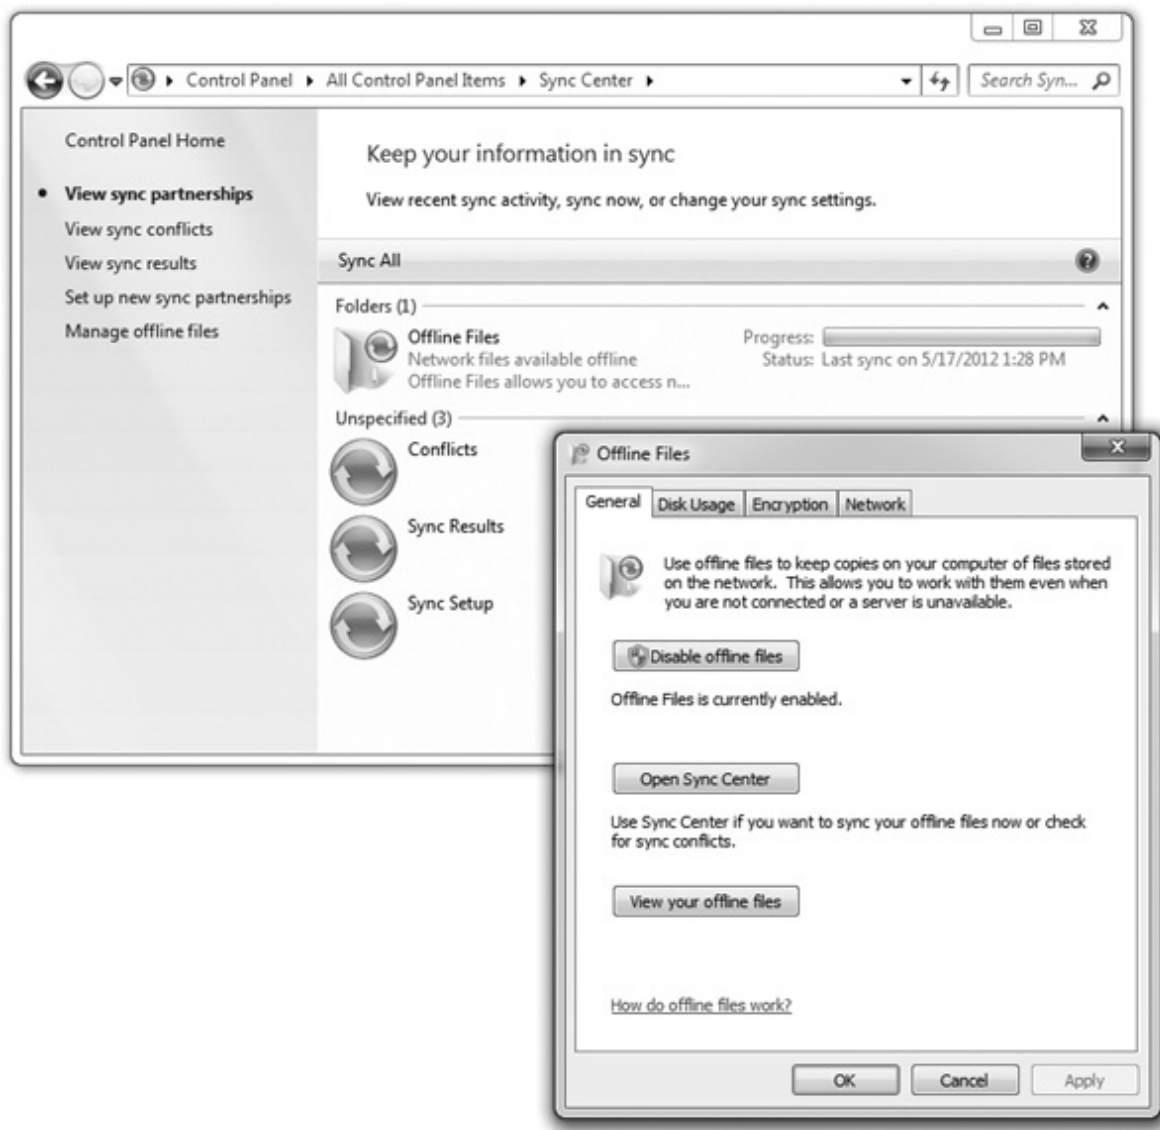 Control Panel
All Control Panel Items
Sync Center
Search Syn...
Control Panel Home
View sync partnerships
View sync conflicts
View sync results
Set up new sync partnerships
Manage offline files
Keep your information in sync
View recent sync activity, sync now, or change your sync settings.
Sync All
Folders (1)
Offline Files
Network files available offline
Offline Files allows you to access n...
Progress:
Status: Last sync on 5/17/2012 1:28 PM
Unspecified (3)
Conflicts
Sync Results
Sync Setup
Offline Files
General Disk Usage Encryption Network
Use offline files to keep copies on your computer of files stored
on the network. This allows you to work with them even when
you are not connected or a server is unavailable.
Disable offline files
Offline Files is currently enabled.
Open Sync Center
Use Sync Center if you want to sync your offline files now or check
for sync conflicts.
View your offline files
How do offline files work?
OK Cancel Apply